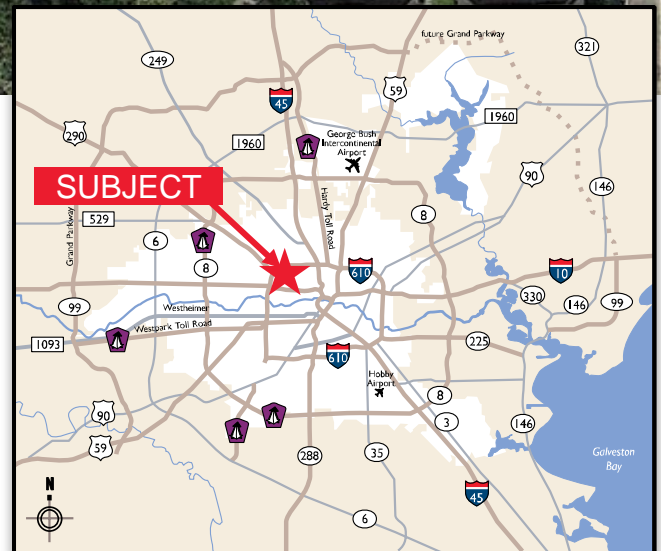 future Grand Parkway
321
249
59
45
1960
290
1960
George Bush
Intercontinental
Airport
90
SUBJECT
146
Hardy Toll Road
529
8
Grand Parkway
6
8
610
10
99
330
146
99
Westheimer
Westpark Toll Road
1093
225
610
Hobby
Airport
8
90
3
146
59
288
35
Galveston
Bay
N
45
6